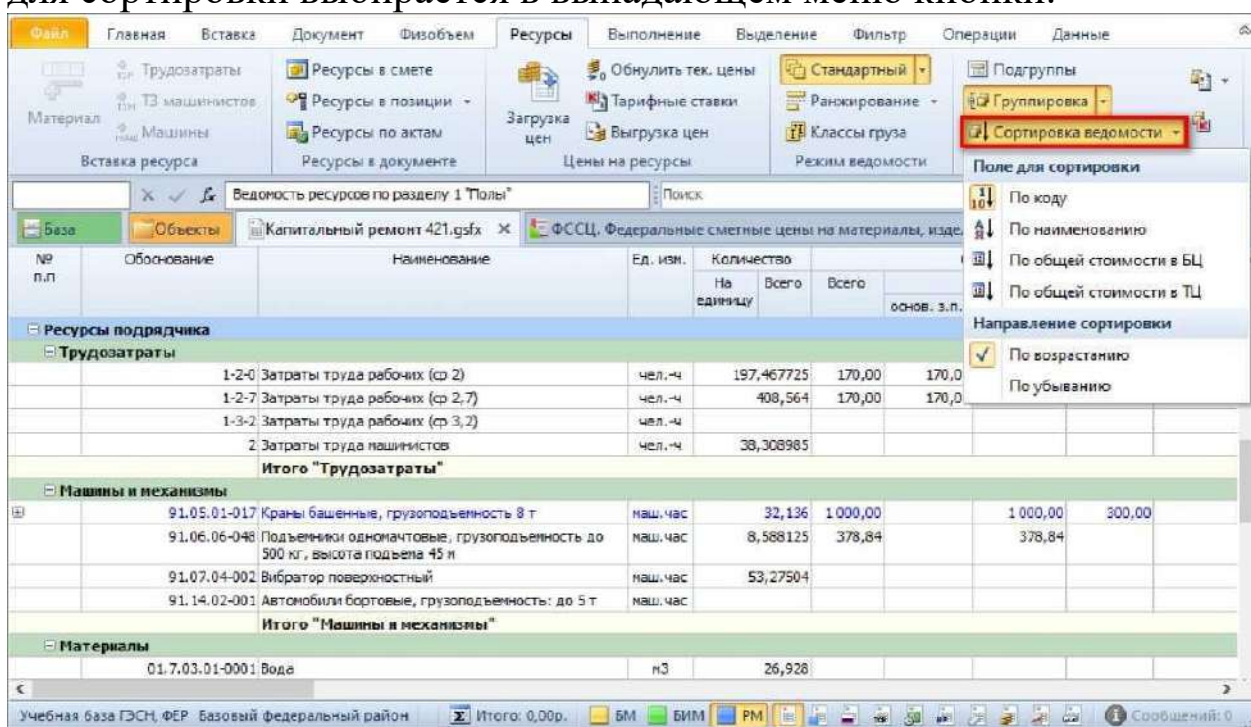 для сортировки выбирается в выпадающем меню кнопки.
Файл Главная Вставка Документ Физобъем Ресурсы Выполнение Выделение Фильтр Операции Данные
Материал
Трудозатраты
ТЗ машинистов
Машины
Вставка ресурса
Ресурсы в смете
Ресурсы в позиции
Ресурсы по актам
Ресурсы в документе
Загрузка цен
Обнулить тек. цены
Тарифные ставки
Выгрузка цен
Цены на ресурсы
Стандартный
Ранжирование
Классы груза
Режим ведомости
Подгруппы
Группировка
Сортировка ведомости
Поле для сортировки
По коду
По наименованию
По общей стоимости в БЦ
По общей стоимости в ТЦ
Направление сортировки
По возрастанию
По убыванию
Ведомость ресурсов по разделу 1 "Полы" Поиск
База Объекты Капитальный ремонт 421.gsfx ФССЦ. Федеральные сметные цены на материалы, изде
№ п.п Обоснование Наименование Ед. изм. Количество
На единицу Всего Всего
основ. з.п.
Ресурсы подрядчика
Трудозатраты
1-2-0 Затраты труда рабочих (ср 2) чел.-ч 197,467725 170,00 170,0
1-2-7 Затраты труда рабочих (ср 2,7) чел.-ч 408,564 170,00 170,0
1-3-2 Затраты труда рабочих (ср 3,2) чел.-ч
2 Затраты труда машинистов чел.-ч 38,308985
Итого "Трудозатраты"
Машины и механизмы
91.05.01-017 Краны башенные, грузоподъемность 8 т маш.час 32,136 1 000,00 1 000,00 300,00
91.06.06-048 Подъемники одномачтовые, грузоподъемность до маш.час 8,588125 378,84 378,84
500 кг, высота подъема 45 м
91.07.04-002 Вибратор поверхностный маш.час 53,27504
91.14.02-001 Автомобили бортовые, грузоподъемность: до 5 т маш.час
Итого "Машины и механизмы"
Материалы
01.7.03.01-0001 Вода м3 26,928
Учебная база ГЭСН, ФЕР Базовый федеральный район Итого: 0,00р. БМ БИМ РМ Сообщений: 0